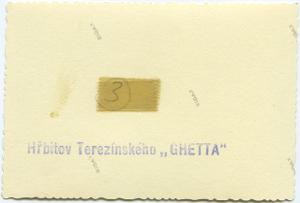 3
Hřbitov Terezínského „GHETTA"